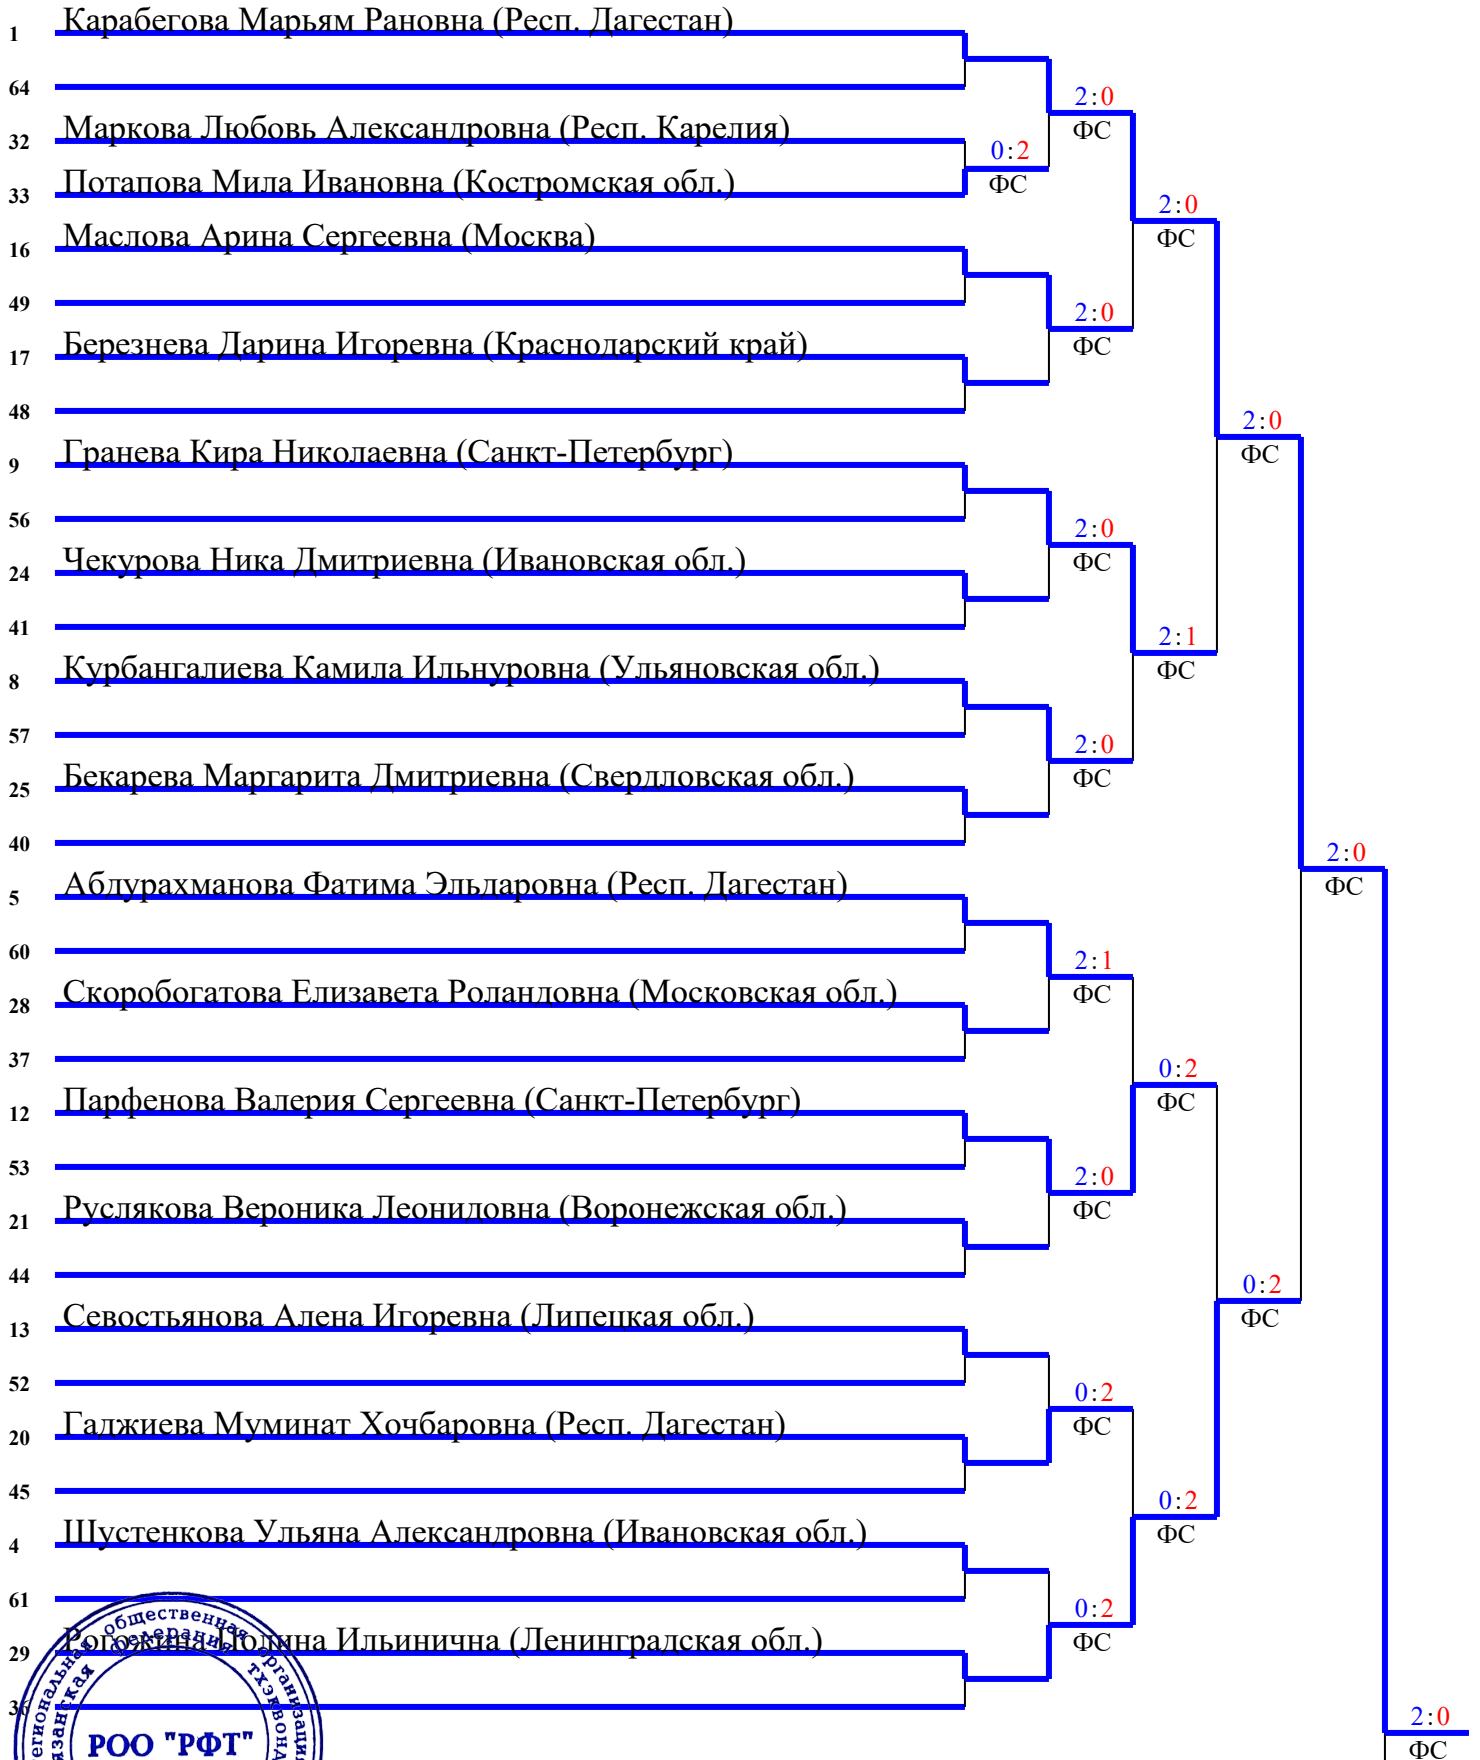 1 Карабегова Марьям Рановна (Респ. Дагестан)
64
2:0
ФС
32 Маркова Любовь Александровна (Респ. Карелия)
0:2
ФС
33 Потапова Мила Ивановна (Костромская обл.)
2:0
ФС
16 Маслова Арина Сергеевна (Москва)
49
2:0
ФС
17 Березнева Дарина Игоревна (Краснодарский край)
48
2:0
ФС
9 Гранева Кира Николаевна (Санкт-Петербург)
56
2:0
ФС
24 Чекурова Ника Дмитриевна (Ивановская обл.)
41
2:1
ФС
8 Курбангалиева Камила Ильнуровна (Ульяновская обл.)
57
2:0
ФС
25 Бекарева Маргарита Дмитриевна (Свердловская обл.)
40
2:0
ФС
5 Абдурахманова Фатима Эльдаровна (Респ. Дагестан)
60
2:1
ФС
28 Скоробогатова Елизавета Роландовна (Московская обл.)
37
0:2
ФС
12 Парфенова Валерия Сергеевна (Санкт-Петербург)
53
2:0
ФС
21 Руслякова Вероника Леонидовна (Воронежская обл.)
44
0:2
ФС
13 Севостьянова Алена Игоревна (Липецкая обл.)
52
0:2
ФС
20 Гаджиева Муминат Хочбаровна (Респ. Дагестан)
45
0:2
ФС
4 Шустенкова Ульяна Александровна (Ивановская обл.)
61
0:2
ФС
29 Рогожина Полина Ильинична (Ленинградская обл.)
36
2:0
ФС
общественная организация
федерация тхэквонд
РОО "РФТ"